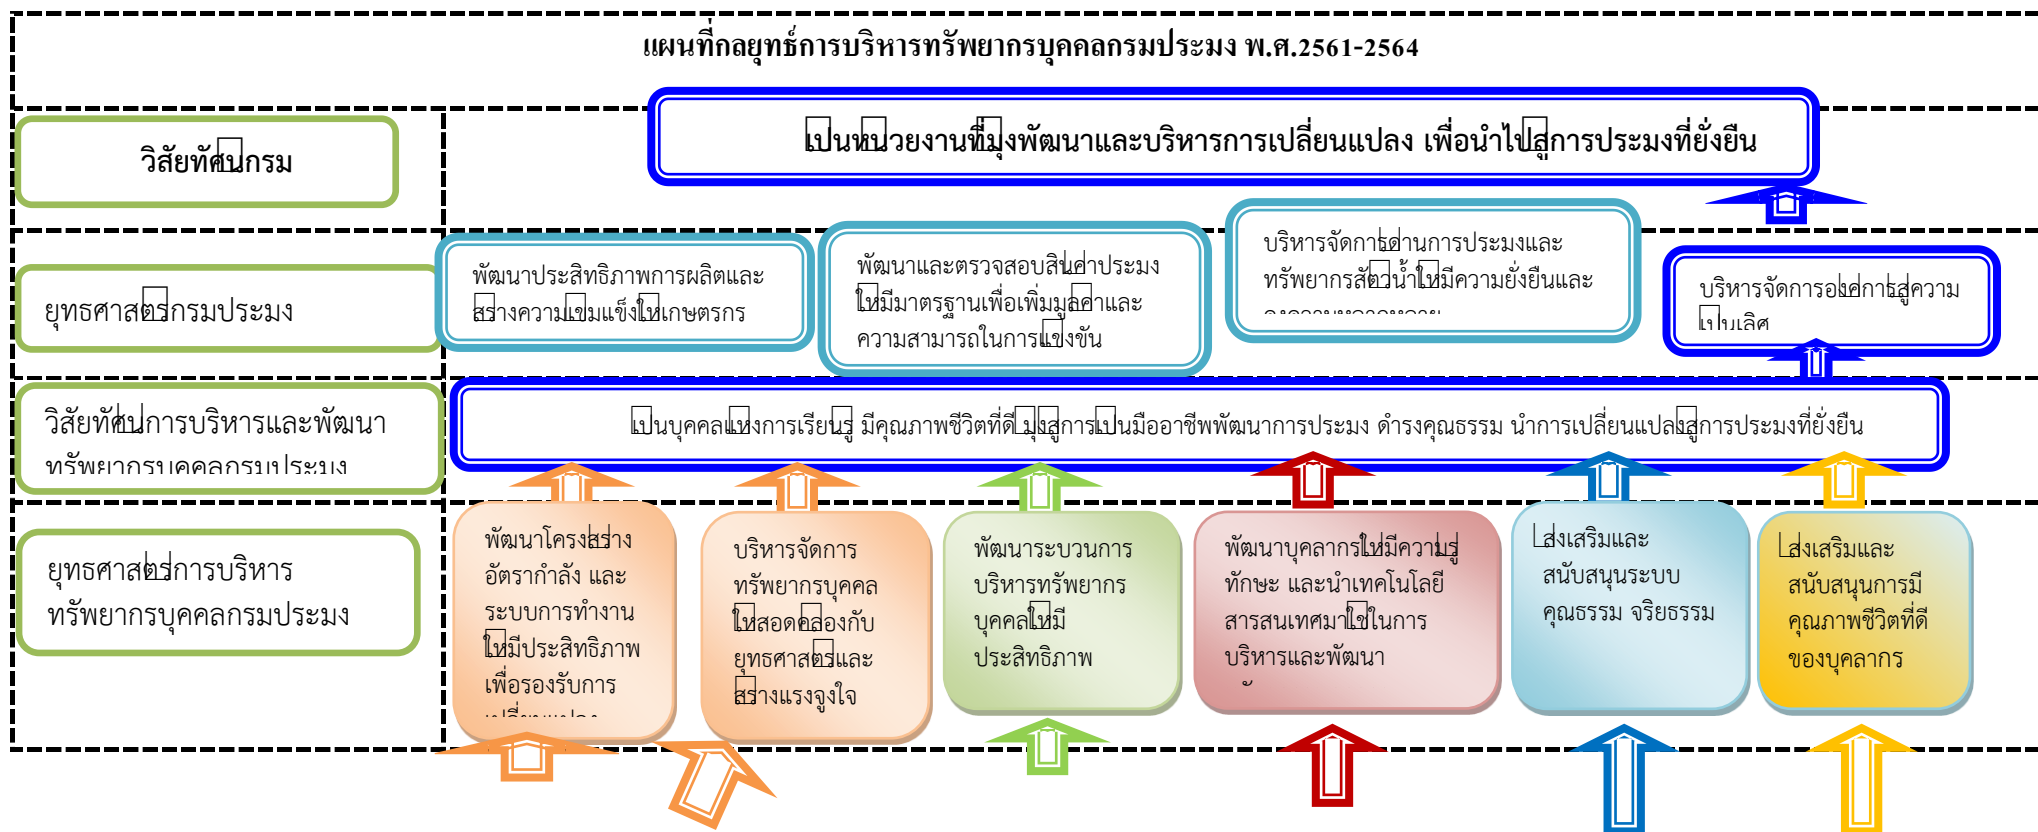 แผนที่กลยุทธ์การบริหารทรัพยากรบุคคลกรมประมง พ.ศ.2561-2564
วิสัยทัศน์กรม
เป็นหน่วยงานที่มุ่งพัฒนาและบริหารการเปลี่ยนแปลง เพื่อนำไปสู่การประมงที่ยั่งยืน
ยุทธศาสตร์กรมประมง
พัฒนาประสิทธิภาพการผลิตและ
สร้างความเข้มแข็งให้เกษตรกร
พัฒนาและตรวจสอบสินค้าประมง
ให้มีมาตรฐานเพื่อเพิ่มมูลค่าและ
ความสามารถในการแข่งขัน
บริหารจัดการด้านการประมงและ
ทรัพยากรสัตว์น้ำให้มีความยั่งยืนและ
บริหารจัดการองค์การสู่ความ
เป็นเลิศ
วิสัยทัศน์การบริหารและพัฒนา
ทรัพยากรบุคคลกรมประมง
เป็นบุคคลแห่งการเรียนรู้ มีคุณภาพชีวิตที่ดี มุ่งสู่การเป็นมืออาชีพพัฒนาการประมง ดำรงคุณธรรม นำการเปลี่ยนแปลงสู่การประมงที่ยั่งยืน
ยุทธศาสตร์การบริหาร
ทรัพยากรบุคคลกรมประมง
พัฒนาโครงสร้าง
อัตรากำลัง และ
ระบบการทำงาน
ให้มีประสิทธิภาพ
เพื่อรองรับการ
เปลี่ยนแปลง
บริหารจัดการ
ทรัพยากรบุคคล
ให้สอดคล้องกับ
ยุทธศาสตร์และ
สร้างแรงจูงใจ
พัฒนาระบวนการ
บริหารทรัพยากร
บุคคลให้มี
ประสิทธิภาพ
พัฒนาบุคลากรให้มีความรู้
ทักษะ และนำเทคโนโลยี
สารสนเทศมาใช้ในการ
บริหารและพัฒนา
ส่งเสริมและ
สนับสนุนระบบ
คุณธรรม จริยธรรม
ส่งเสริมและ
สนับสนุนการมี
คุณภาพชีวิตที่ดี
ของบุคลากร